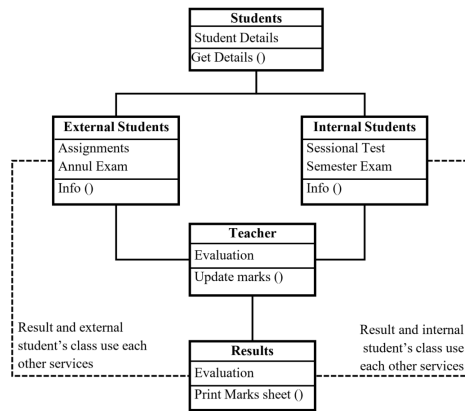 Students
Student Details
Get Details ()
External Students
Assignments
Annul Exam
Info ()
Internal Students
Sessional Test
Semester Exam
Info ()
Teacher
Evaluation
Update marks ()
Result and external
student’s class use each
other services
Result and internal
student’s class use
each other services
Results
Evaluation
Print Marks sheet ()